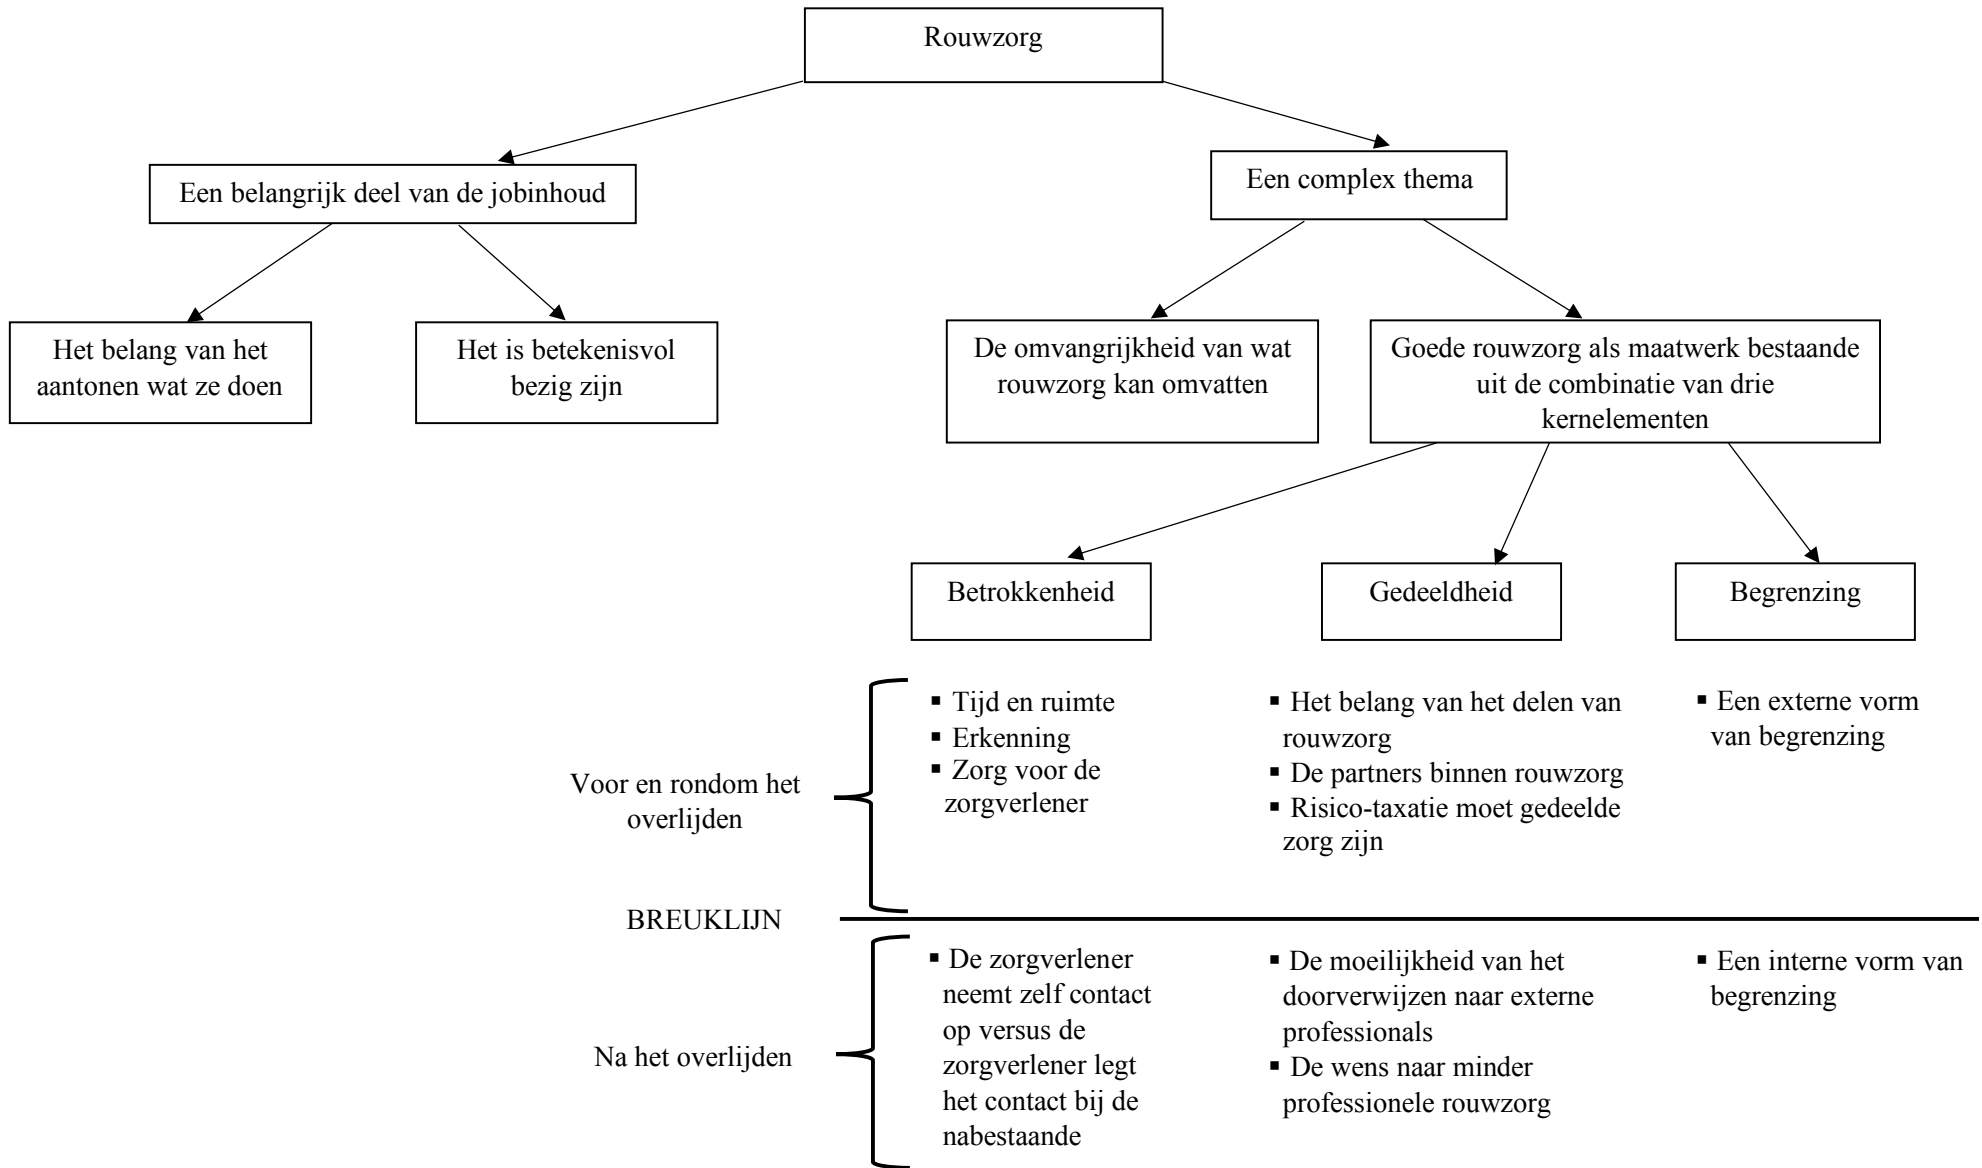 Rouwzorg
Een belangrijk deel van de jobinhoud
Een complex thema
Het belang van het
aantonen wat ze doen
Het is betekenisvol
bezig zijn
De omvangrijkheid van wat
rouwzorg kan omvatten
Goede rouwzorg als maatwerk bestaande
uit de combinatie van drie
kernelementen
Betrokkenheid
Gedeeldheid
Begrenzing
Voor en rondom het
overlijden
▪ Tijd en ruimte
▪ Erkenning
▪ Zorg voor de
zorgverlener
▪ Het belang van het delen van
rouwzorg
▪ De partners binnen rouwzorg
▪ Risico-taxatie moet gedeelde
zorg zijn
▪ Een externe vorm
van begrenzing
BREUKLIJN
Na het overlijden
▪ De zorgverlener
neemt zelf contact
op versus de
zorgverlener legt
het contact bij de
nabestaande
▪ De moeilijkheid van het
doorverwijzen naar externe
professionals
▪ De wens naar minder
professionele rouwzorg
▪ Een interne vorm van
begrenzing